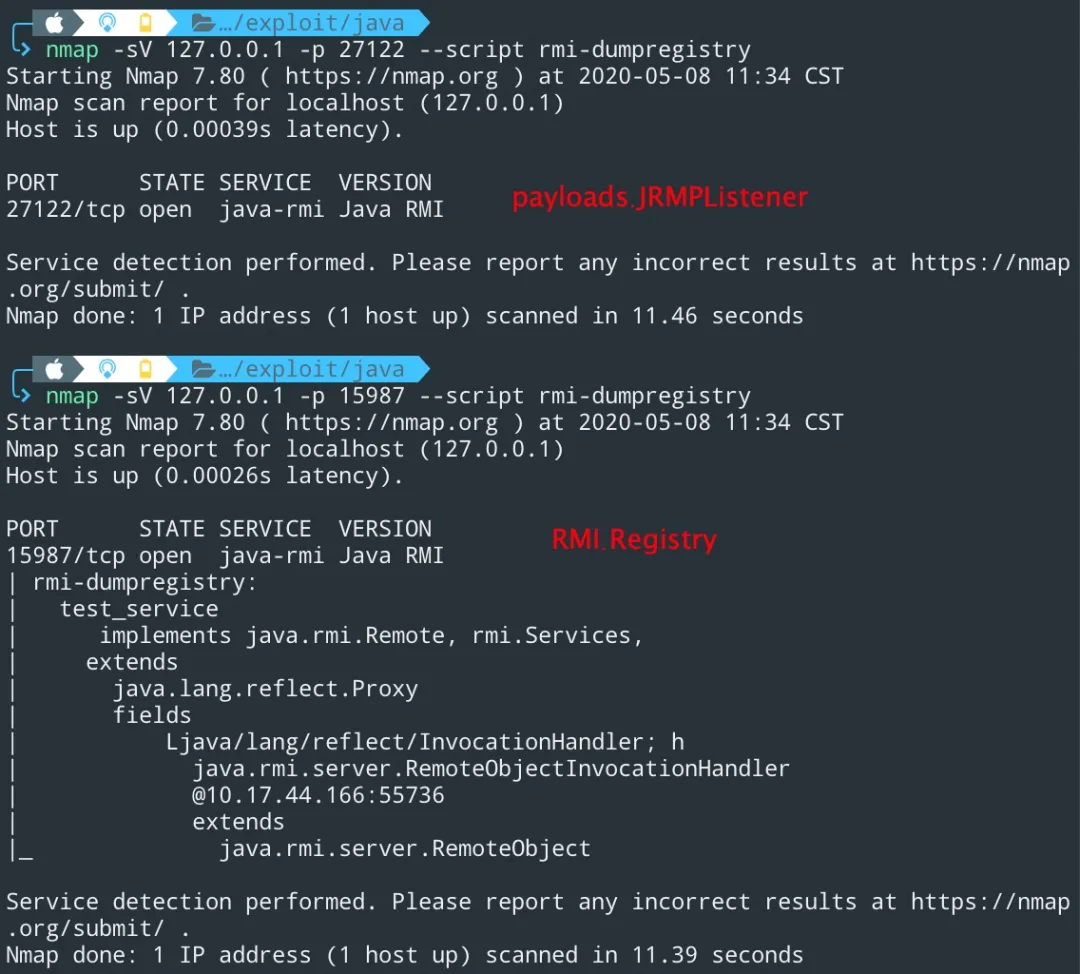 …/exploit/java
nmap -sV 127.0.0.1 -p 27122 --script rmi-dumpregistry
Starting Nmap 7.80 ( https://nmap.org ) at 2020-05-08 11:34 CST
Nmap scan report for localhost (127.0.0.1)
Host is up (0.00039s latency).
PORT      STATE SERVICE  VERSION
27122/tcp open  java-rmi Java RMI
payloads.JRMPListener
Service detection performed. Please report any incorrect results at https://nmap
.org/submit/ .
Nmap done: 1 IP address (1 host up) scanned in 11.46 seconds
…/exploit/java
nmap -sV 127.0.0.1 -p 15987 --script rmi-dumpregistry
Starting Nmap 7.80 ( https://nmap.org ) at 2020-05-08 11:34 CST
Nmap scan report for localhost (127.0.0.1)
Host is up (0.00026s latency).
PORT      STATE SERVICE  VERSION
RMI.Registry
15987/tcp open  java-rmi Java RMI
| rmi-dumpregistry:
|   test_service
|      implements java.rmi.Remote, rmi.Services,
|     extends
|       java.lang.reflect.Proxy
|       fields
|           Ljava/lang/reflect/InvocationHandler; h
|             java.rmi.server.RemoteObjectInvocationHandler
|             @10.17.44.166:55736
|             extends
|_              java.rmi.server.RemoteObject
Service detection performed. Please report any incorrect results at https://nmap
.org/submit/ .
Nmap done: 1 IP address (1 host up) scanned in 11.39 seconds